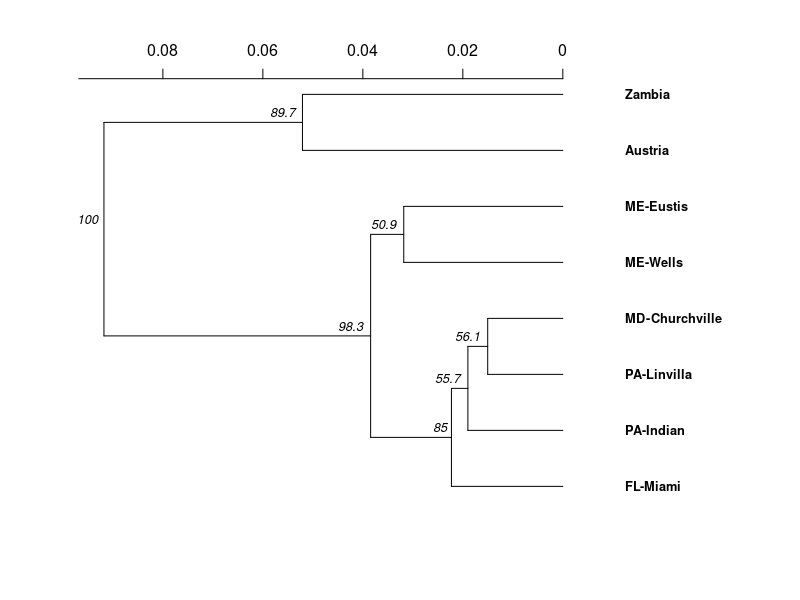 0.08 0.06 0.04 0.02 0
Zambia
89.7
Austria
ME-Eustis
100
50.9
ME-Wells
MD-Churchville
98.3
56.1
PA-Linvilla
55.7
85
PA-Indian
FL-Miami